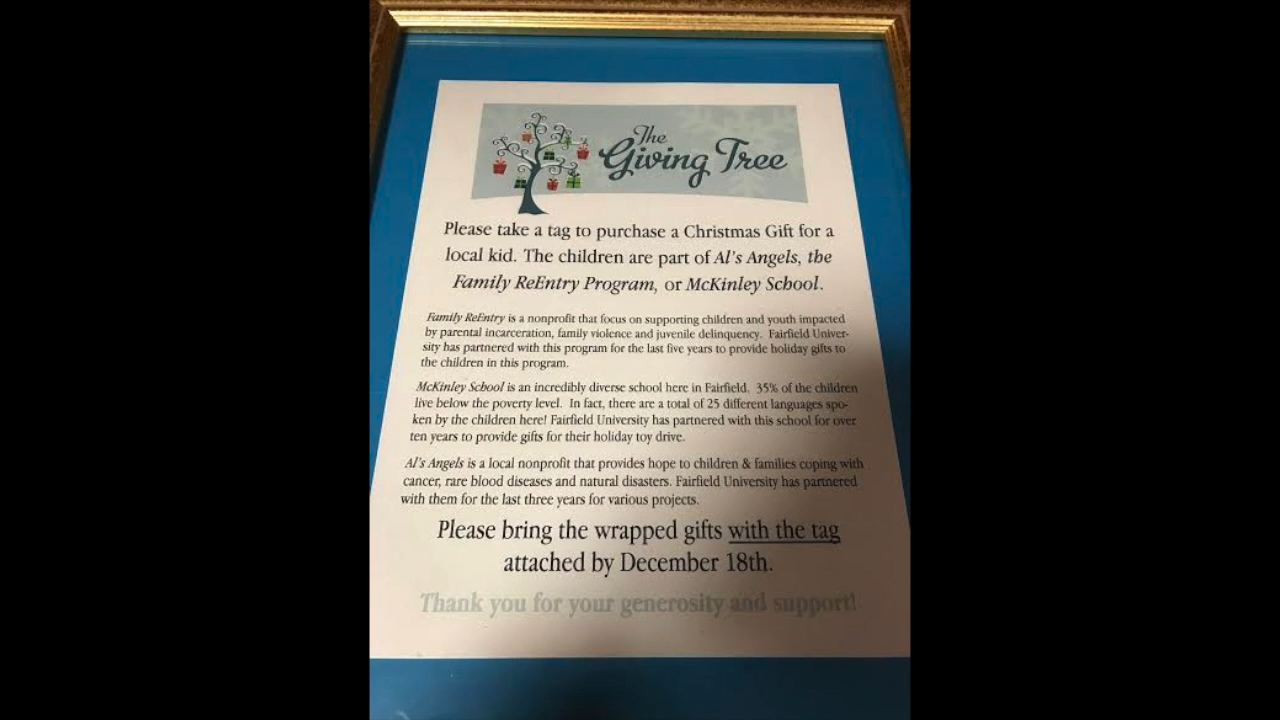 The
Giving Tree
Please take a tag to purchase a Christmas Gift for a
local kid. The children are part of Al's Angels, the
Family ReEntry Program, or McKinley School.
Family ReEntry is a nonprofit that focus on supporting children and youth impacted
by parental incarceration, family violence and juvenile delinquency. Fairfield Univer-
sity has partnered with this program for the last five years to provide holiday gifts to
the children in this program.
McKinley School is an incredibly diverse school here in Fairfield. 35% of the children
live below the poverty level. In fact, there are a total of 25 different languages spo-
ken by the children here! Fairfield University has partnered with this school for over
ten years to provide gifts for their holiday toy drive.
Al's Angels is a local nonprofit that provides hope to children & families coping with
cancer, rare blood diseases and natural disasters. Fairfield University has partnered
with them for the last three years for various projects.
Please bring the wrapped gifts with the tag
attached by December 18th.
Thank you for your generosity and support!